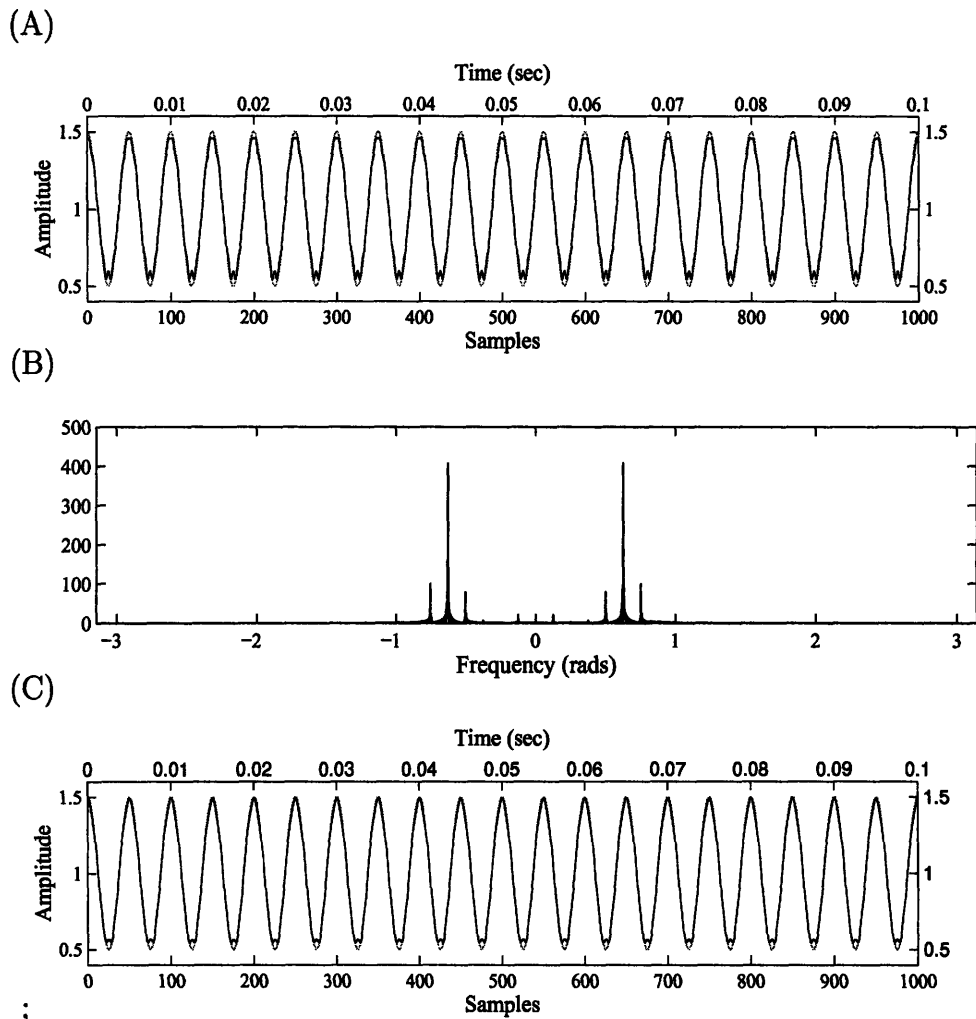 (A)
Time (sec)
0 0.01 0.02 0.03 0.04 0.05 0.06 0.07 0.08 0.09 0.1
1.5 1.5
1 1
0.5 0.5
Amplitude
0 100 200 300 400 500 600 700 800 900 1000
Samples
(B)
500
400
300
200
100
0
−3 −2 −1 0 1 2 3
Frequency (rads)
(C)
Time (sec)
0 0.01 0.02 0.03 0.04 0.05 0.06 0.07 0.08 0.09 0.1
1.5 1.5
1 1
0.5 0.5
Amplitude
0 100 200 300 400 500 600 700 800 900 1000
Samples
;